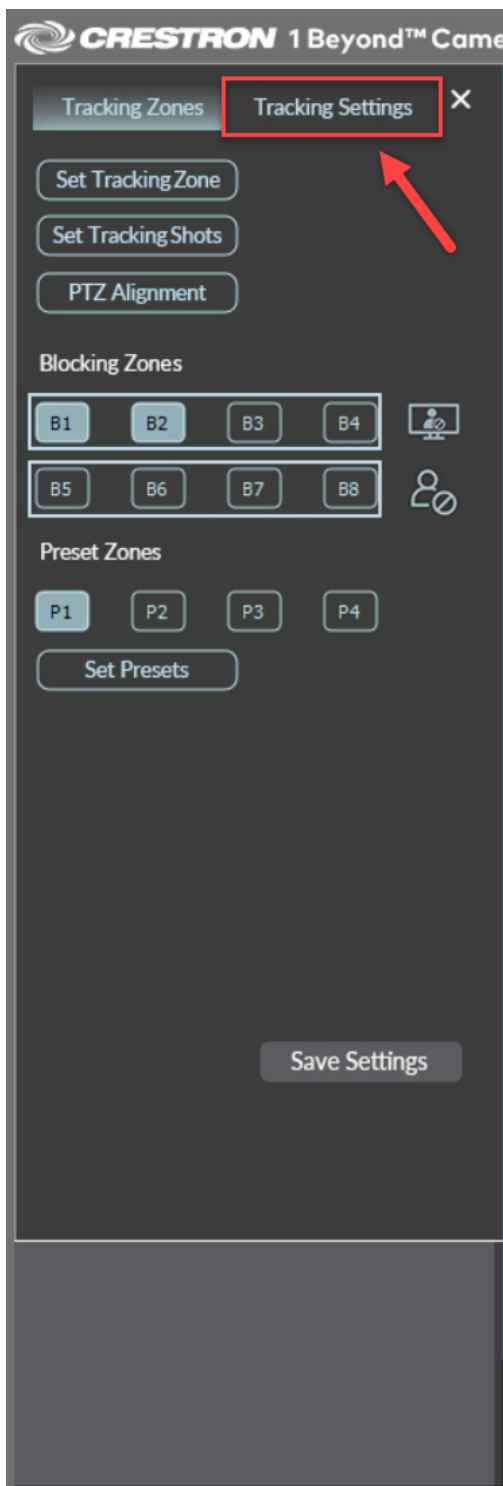 CRESTRON 1 Beyond™ Came
Tracking Zones Tracking Settings
Set Tracking Zone
Set Tracking Shots
PTZ Alignment
Blocking Zones
B1 B2 B3 B4
B5 B6 B7 B8
Preset Zones
P1 P2 P3 P4
Set Presets
Save Settings